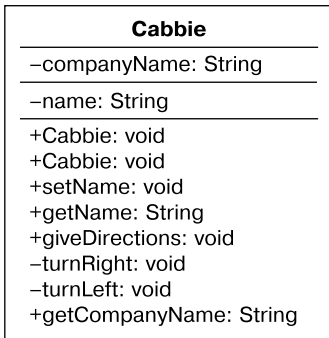 Cabbie
–companyName: String
–name: String
+Cabbie: void
+Cabbie: void
+setName: void
+getName: String
+giveDirections: void
–turnRight: void
–turnLeft: void
+getCompanyName: String